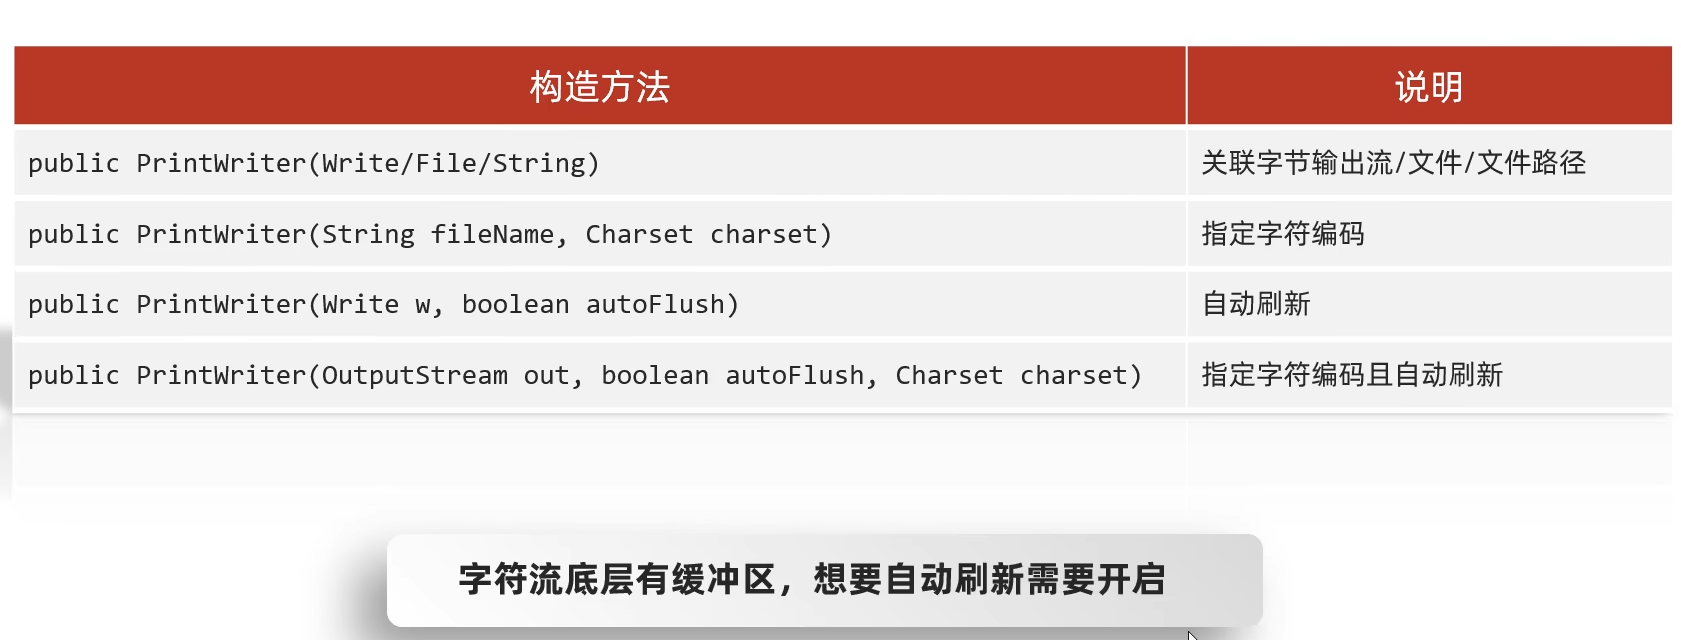 构造方法 说明
public PrintWriter(Write/File/String) 关联字节输出流/文件/文件路径
public PrintWriter(String fileName, Charset charset) 指定字符编码
public PrintWriter(Write w, boolean autoFlush) 自动刷新
public PrintWriter(OutputStream out, boolean autoFlush, Charset charset) 指定字符编码且自动刷新
字符流底层有缓冲区，想要自动刷新需要开启